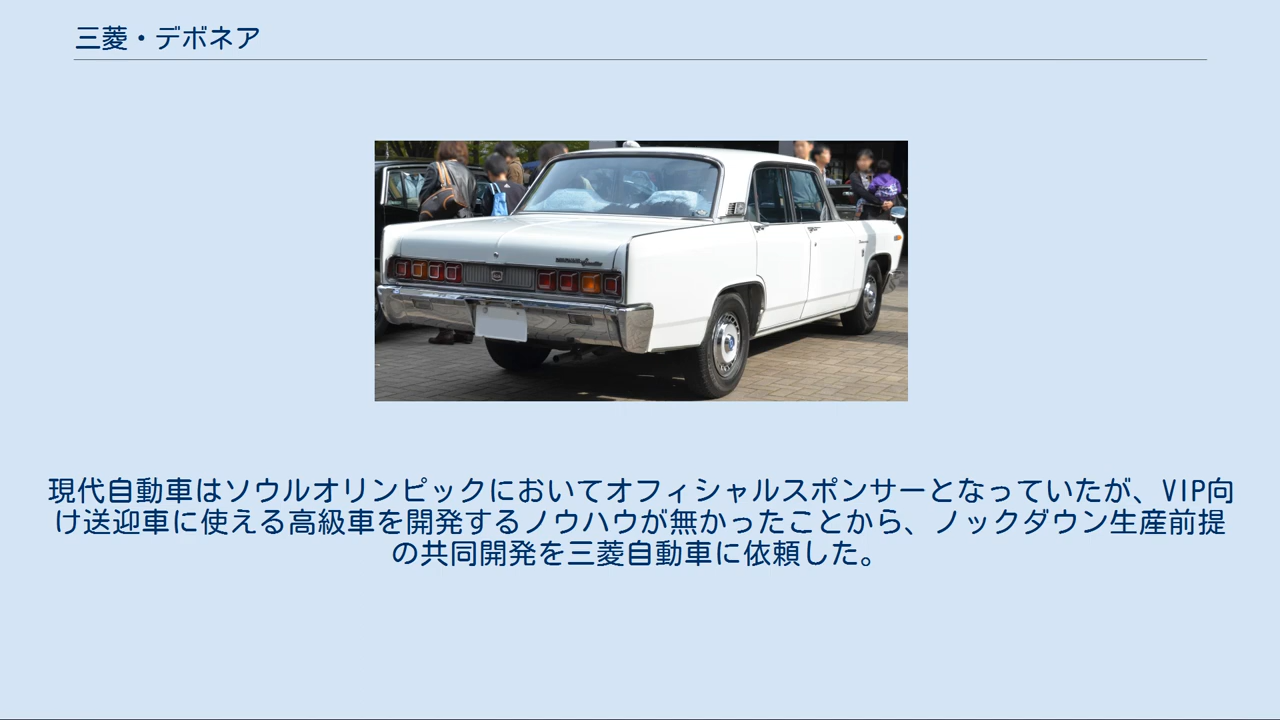 三菱・デボネア
現代自動車はソウルオリンピックにおいてオフィシャルスポンサーとなっていたが、VIP向
け送迎車に使える高級車を開発するノウハウが無かったことから、ノックダウン生産前提
の共同開発を三菱自動車に依頼した。